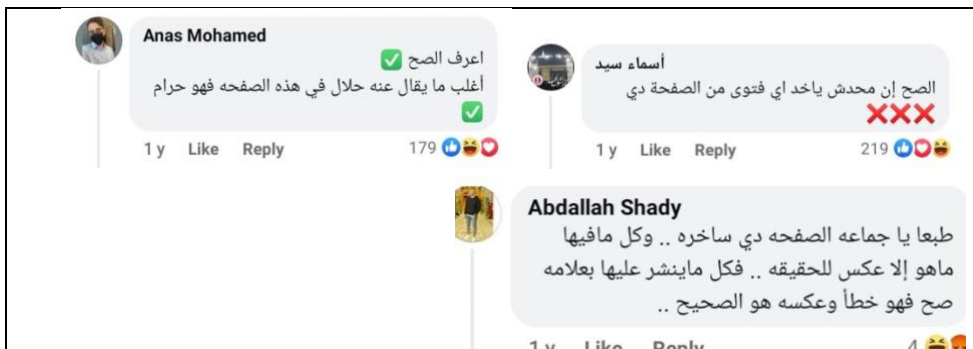 Anas Mohamed
اعرف الصح ✅
أغلب ما يقال عنه حلال في هذه الصفحه فهو حرام
✅
1 y Like Reply 179
أسماء سيد
الصح إن محدش ياخد اي فتوى من الصفحة دي
❌❌❌
1 y Like Reply 219
Abdallah Shady
طبعا يا جماعه الصفحه دي ساخره .. وكل مافيها
ماهو إلا عكس للحقيقه .. فكل ماينشر عليها بعلامه
صح فهو خطأ وعكسه هو الصحيح ..
1 y Like Reply 4